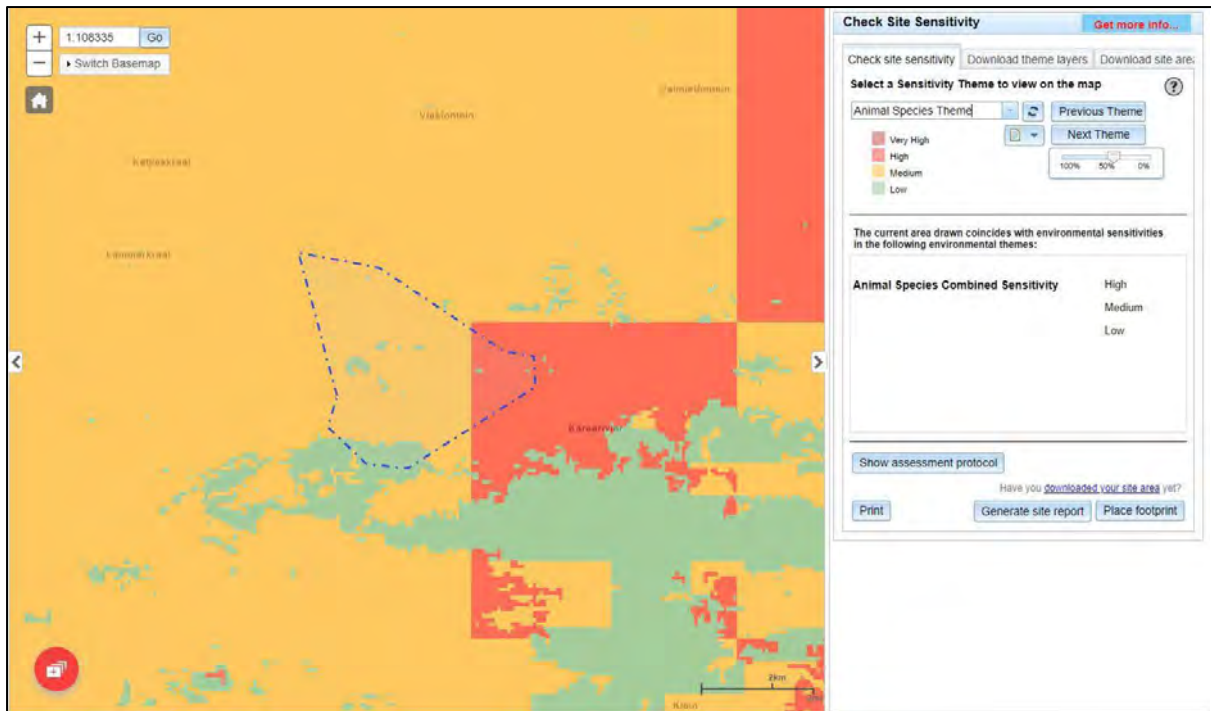 1:108335
Go
Switch Basemap
2km
Check Site Sensitivity
Get more info...
Check site sensitivity
Download theme layers
Download site area
Select a Sensitivity Theme to view on the map
Animal Species Theme
Previous Theme
Next Theme
Very High
High
Medium
Low
100% 50% 0%
The current area drawn coincides with environmental sensitivities
in the following environmental themes:
Animal Species Combined Sensitivity
High
Medium
Low
Show assessment protocol
Have you downloaded your site area yet?
Print
Generate site report
Place footprint